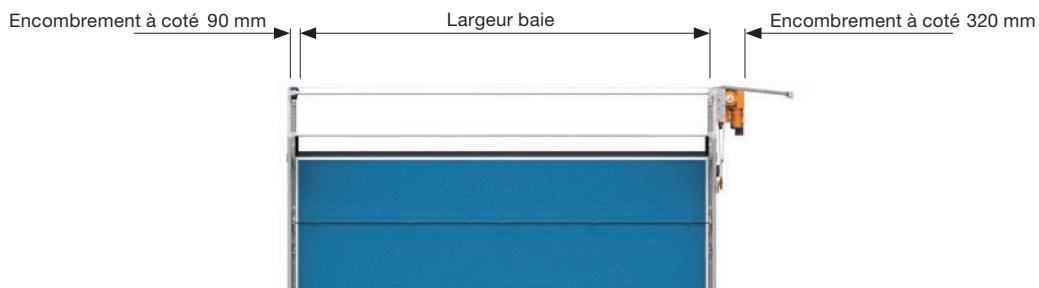 Encombrement à coté 90 mm
Largeur baie
Encombrement à coté 320 mm